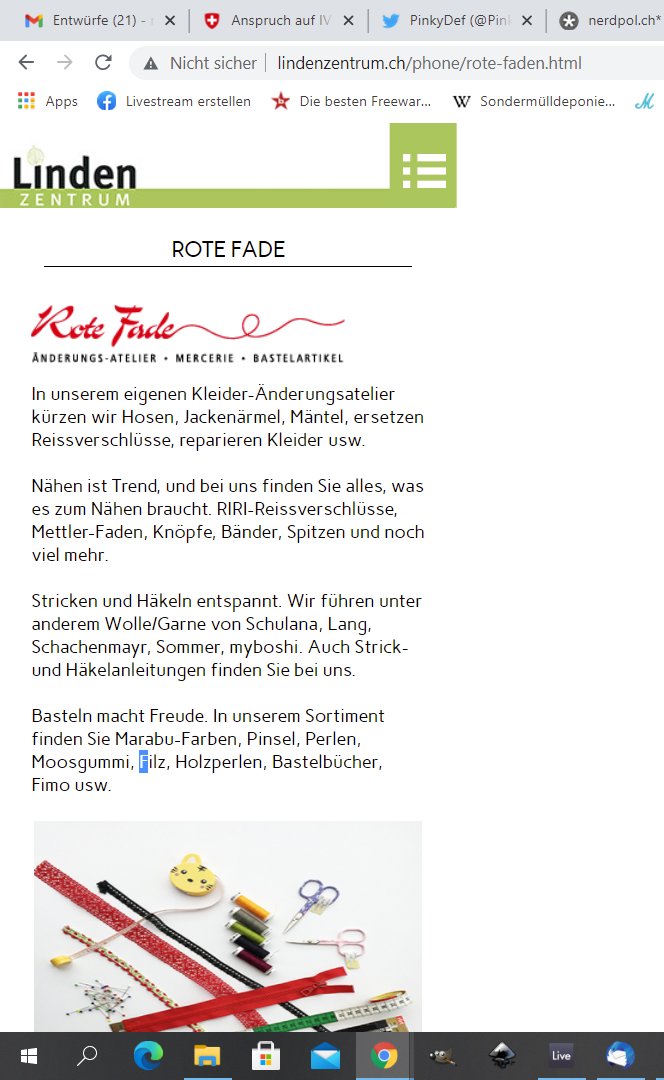 Entwürfe (21) -
Anspruch auf IV
PinkyDef (@Pink
nerdpol.ch*
Nicht sicher
lindenzentrum.ch/phone/rote-faden.html
Apps
Livestream erstellen
Die besten Freewar...
Sondermülldeponie...
Linden
ZENTRUM
ROTE FADE
Rote Fade
ÄNDERUNGS-ATELIER • MERCERIE • BASTELARTIKEL
In unserem eigenen Kleider-Änderungsatelier
kürzen wir Hosen, Jackenärmel, Mäntel, ersetzen
Reissverschlüsse, reparieren Kleider usw.
Nähen ist Trend, und bei uns finden Sie alles, was
es zum Nähen braucht. RIRI-Reissverschlüsse,
Mettler-Faden, Knöpfe, Bänder, Spitzen und noch
viel mehr.
Stricken und Häkeln entspannt. Wir führen unter
anderem Wolle/Garne von Schulana, Lang,
Schachenmayr, Sommer, myboshi. Auch Strick-
und Häkelanleitungen finden Sie bei uns.
Basteln macht Freude. In unserem Sortiment
finden Sie Marabu-Farben, Pinsel, Perlen,
Moosgummi, Filz, Holzperlen, Bastelbücher,
Fimo usw.
Live